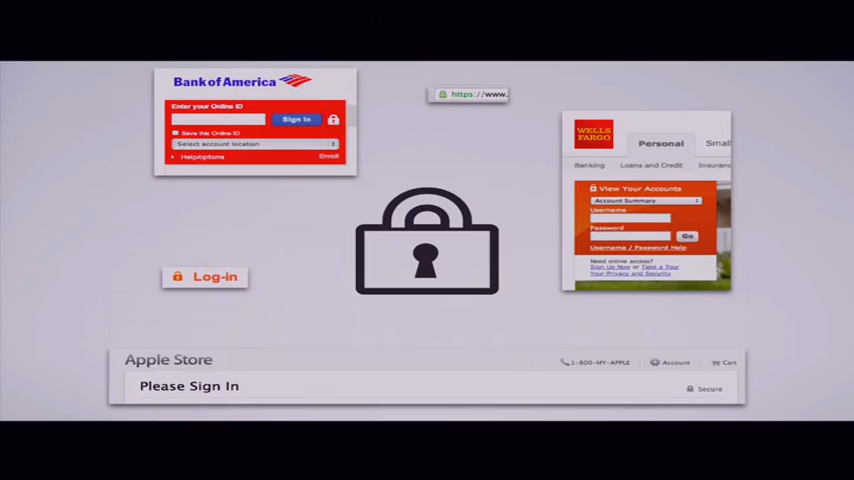 Bank of America
Enter your Online ID
Sign In
Save this Online ID
Select account location
Help/options
Enroll
https://www.
WELLS
FARGO
Personal
Small
Banking
Loans and Credit
Insuranc
View Your Accounts
Account Summary
Username
Password
Go
Username / Password Help
Need online access?
Sign Up Now or Take a Tour
Your Privacy and Security
Log-in
Apple Store
1-800-MY-APPLE
Account
Cart
Please Sign In
Secure